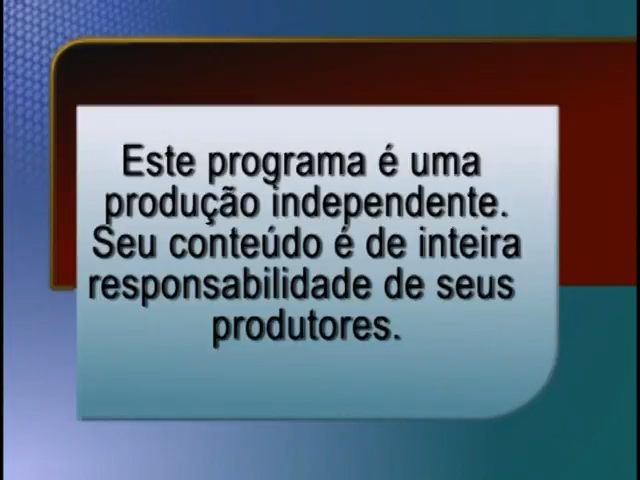 Este programa é uma
produção independente.
Seu conteúdo é de inteira
responsabilidade de seus
produtores.